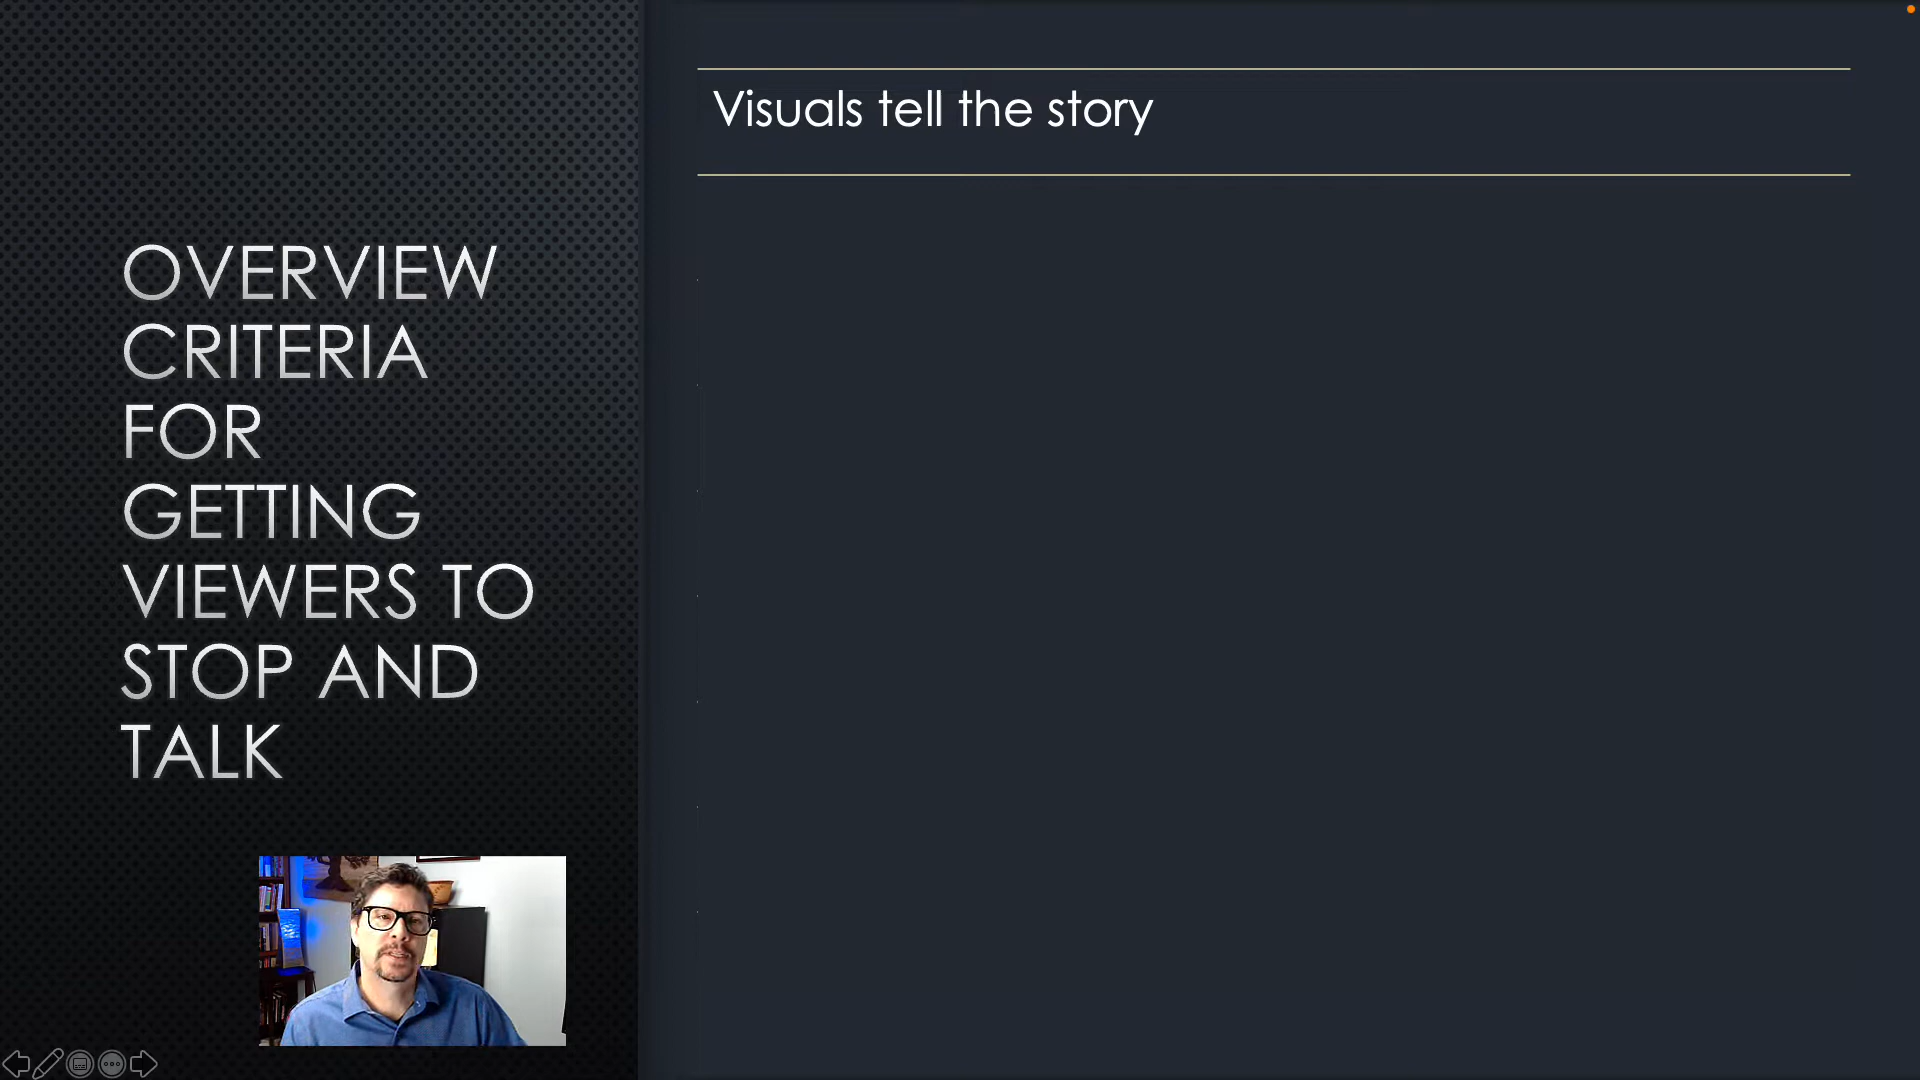 OVERVIEW
CRITERIA
FOR
GETTING
VIEWERS TO
STOP AND
TALK
Visuals tell the story